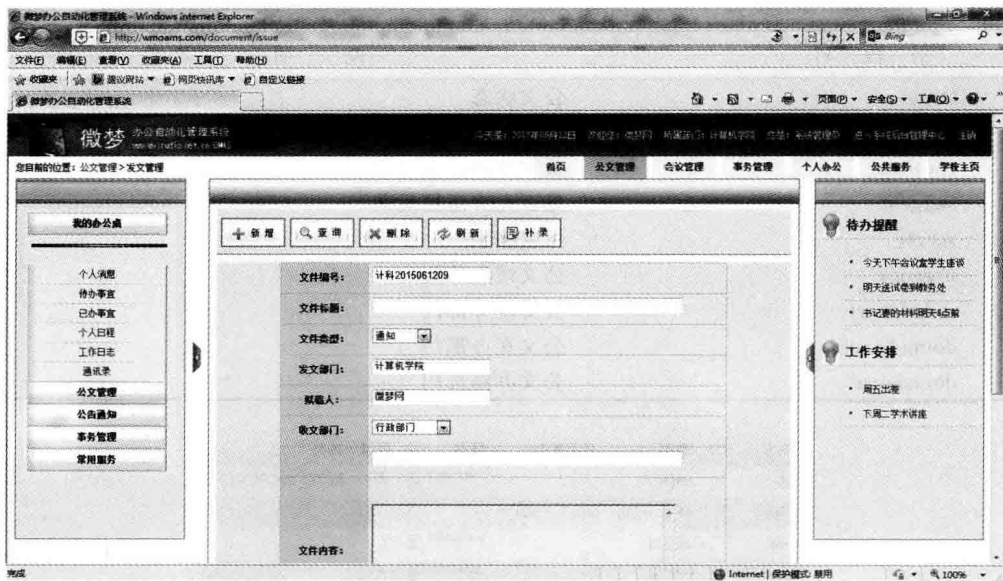 微梦办公自动化管理系统 - Windows Internet Explorer
http://wmoams.com/document/issue
Bing
文件(F) 编辑(E) 查看(V) 收藏夹(A) 工具(T) 帮助(H)
收藏夹 建议网站 网页快讯库 自定义链接
微梦办公自动化管理系统
页面(P) 安全(S) 工具(O)
微梦 办公自动化管理系统
您目前的位置：公文管理>发文管理
首页 公文管理 会议管理 事务管理 个人办公 公共服务 学校主页
我的办公桌
个人消息
待办事宜
已办事宜
个人日程
工作日志
通讯录
公文管理
公告通知
事务管理
常用服务
新增 查询 删除 刷新 补录
文件编号： 计科2015061209
文件标题：
文件类型： 通知
发文部门： 计算机学院
拟稿人： 微梦网
收文部门： 行政部门
文件内容：
待办提醒
今天下午会议室学生座谈
明天送试卷到教务处
书记要的材料明天4点前
工作安排
周五出差
下周二学术讲座
完成
Internet | 保护模式: 禁用
100%